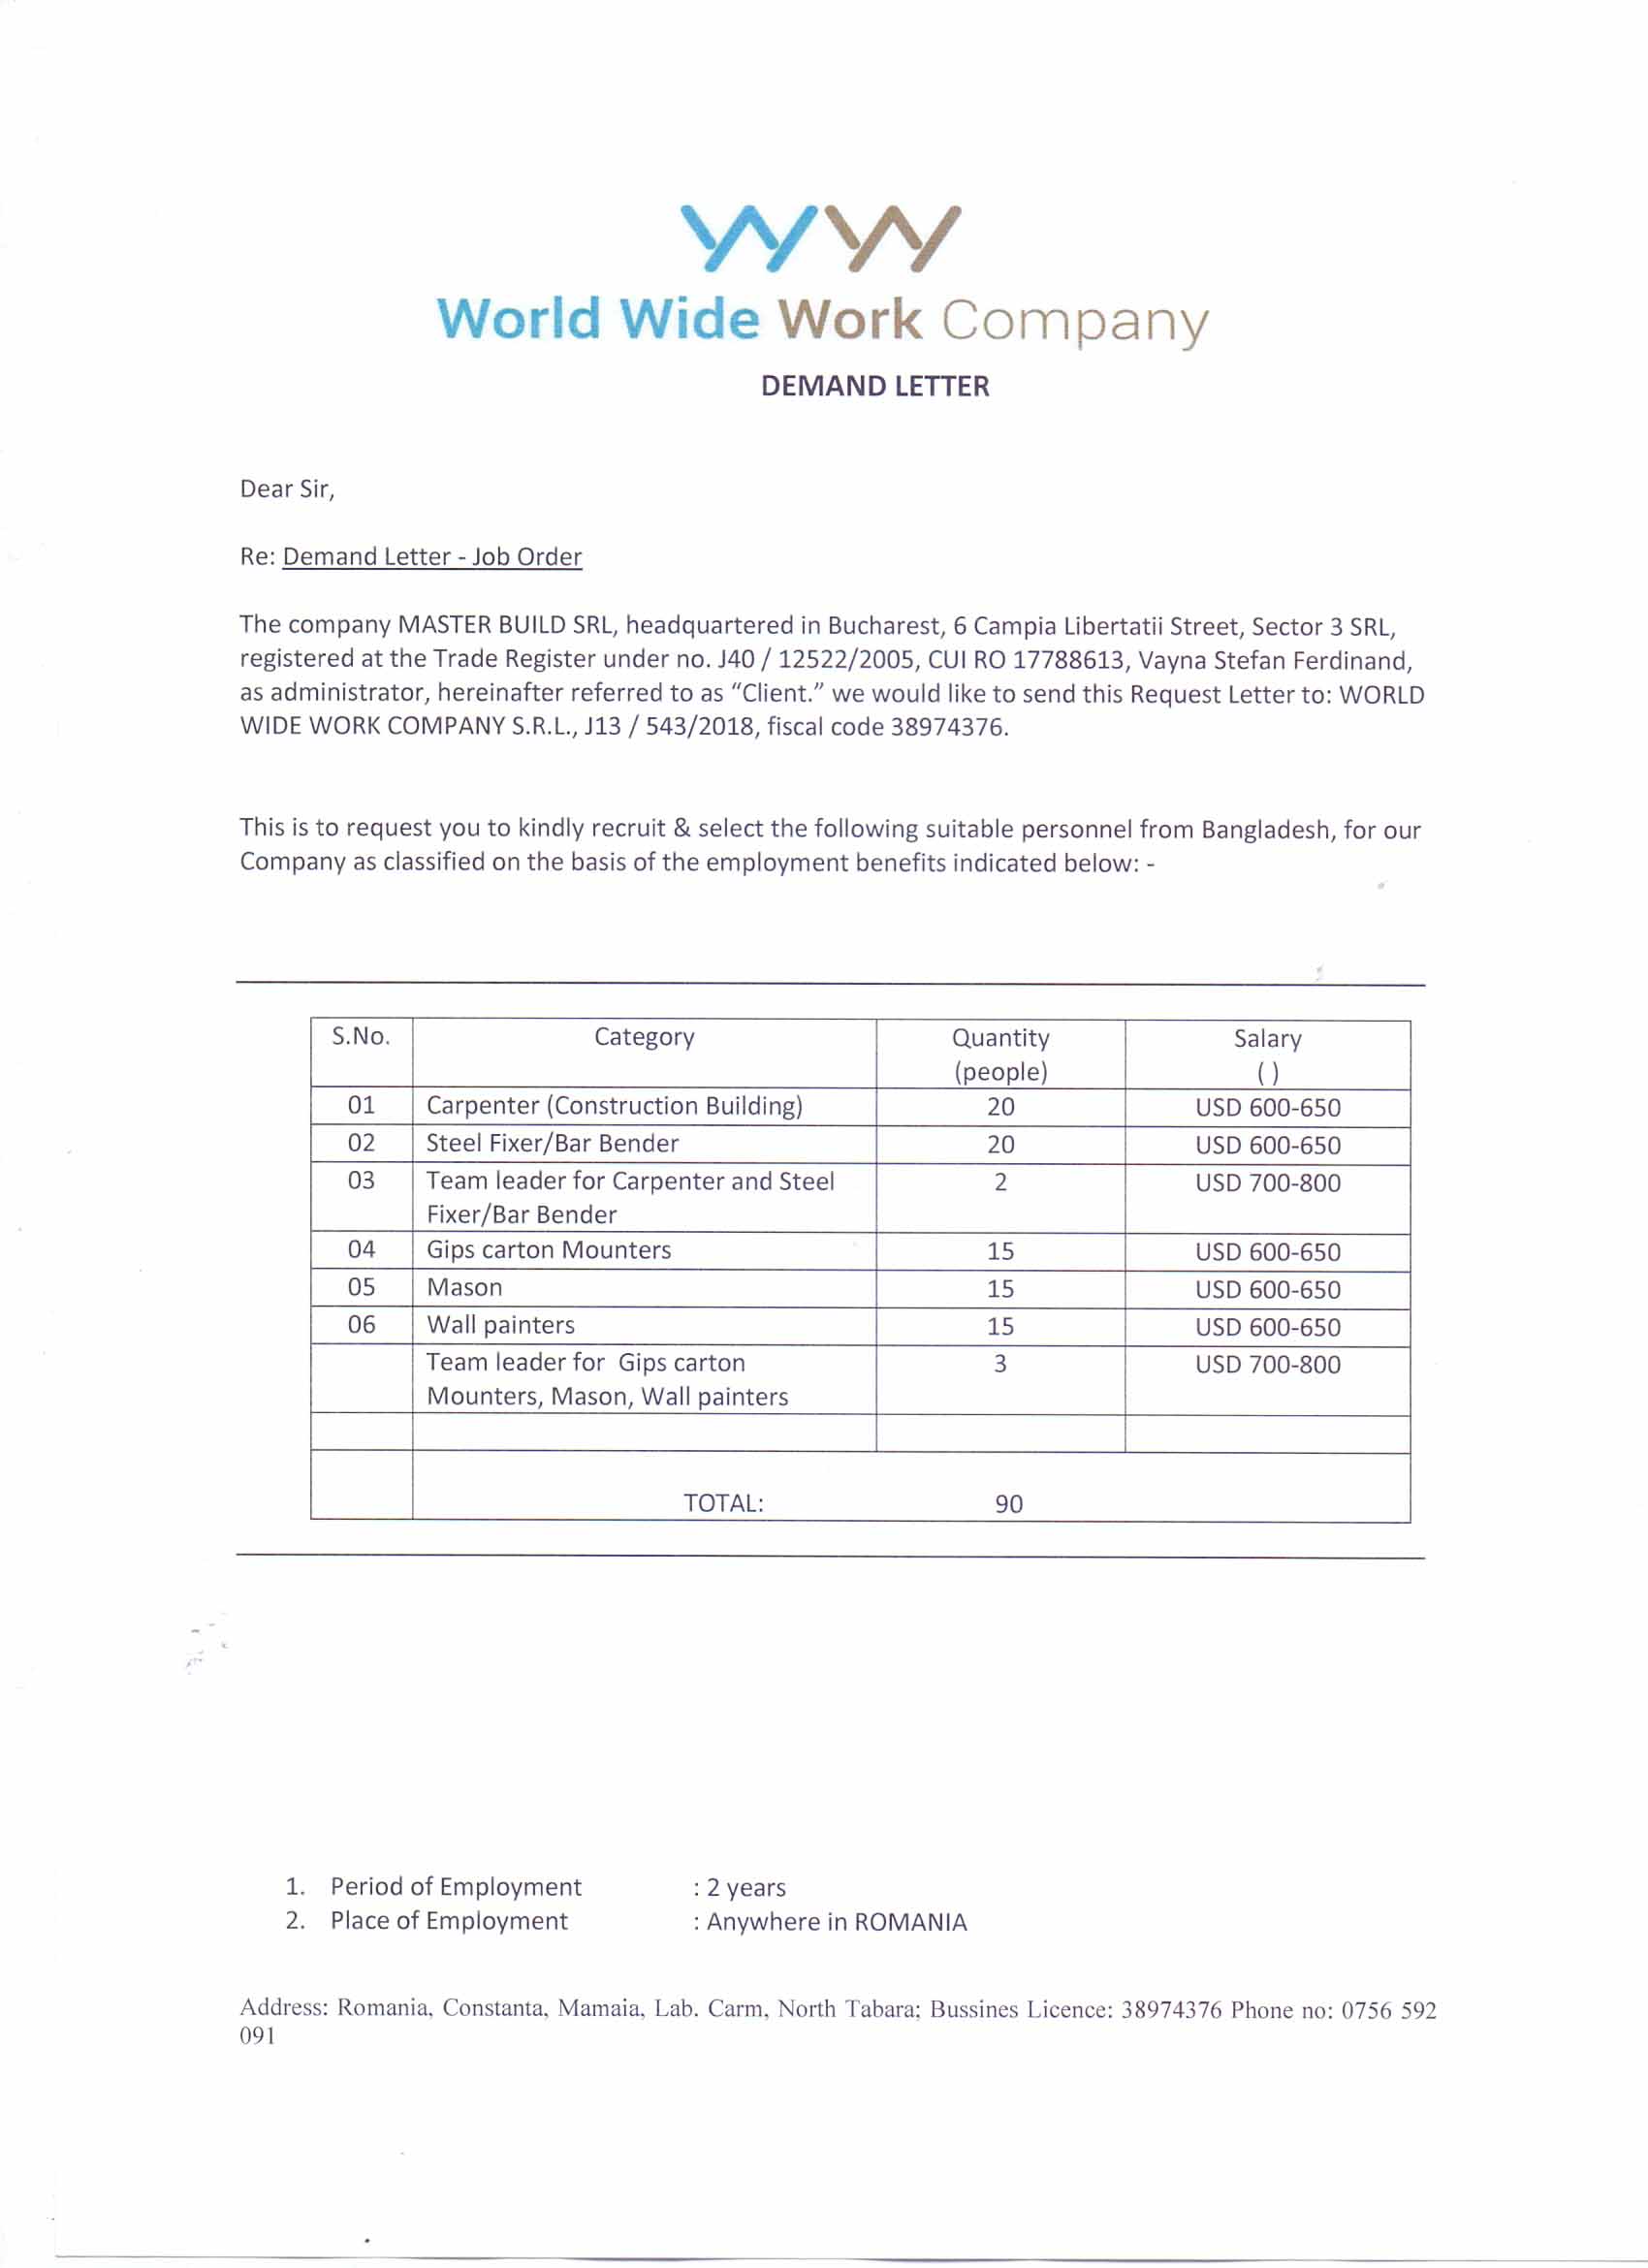 World Wide Work Company
DEMAND LETTER
Dear Sir,
Re: Demand Letter - Job Order
The company MASTER BUILD SRL, headquartered in Bucharest, 6 Campia Libertatii Street, Sector 3 SRL,
registered at the Trade Register under no. J40 / 12522/2005, CUI RO 17788613, Vayna Stefan Ferdinand,
as administrator, hereinafter referred to as “Client.” we would like to send this Request Letter to: WORLD
WIDE WORK COMPANY S.R.L., J13 / 543/2018, fiscal code 38974376.
This is to request you to kindly recruit & select the following suitable personnel from Bangladesh, for our
Company as classified on the basis of the employment benefits indicated below: -
S.No. Category Quantity Salary
(people) ( )
01 Carpenter (Construction Building) 20 USD 600-650
02 Steel Fixer/Bar Bender 20 USD 600-650
03 Team leader for Carpenter and Steel 2 USD 700-800
Fixer/Bar Bender
04 Gips carton Mounters 15 USD 600-650
05 Mason 15 USD 600-650
06 Wall painters 15 USD 600-650
Team leader for Gips carton 3 USD 700-800
Mounters, Mason, Wall painters
TOTAL: 90
1. Period of Employment : 2 years
2. Place of Employment : Anywhere in ROMANIA
Address: Romania, Constanta, Mamaia, Lab. Carm, North Tabara; Bussines Licence: 38974376 Phone no: 0756 592
091